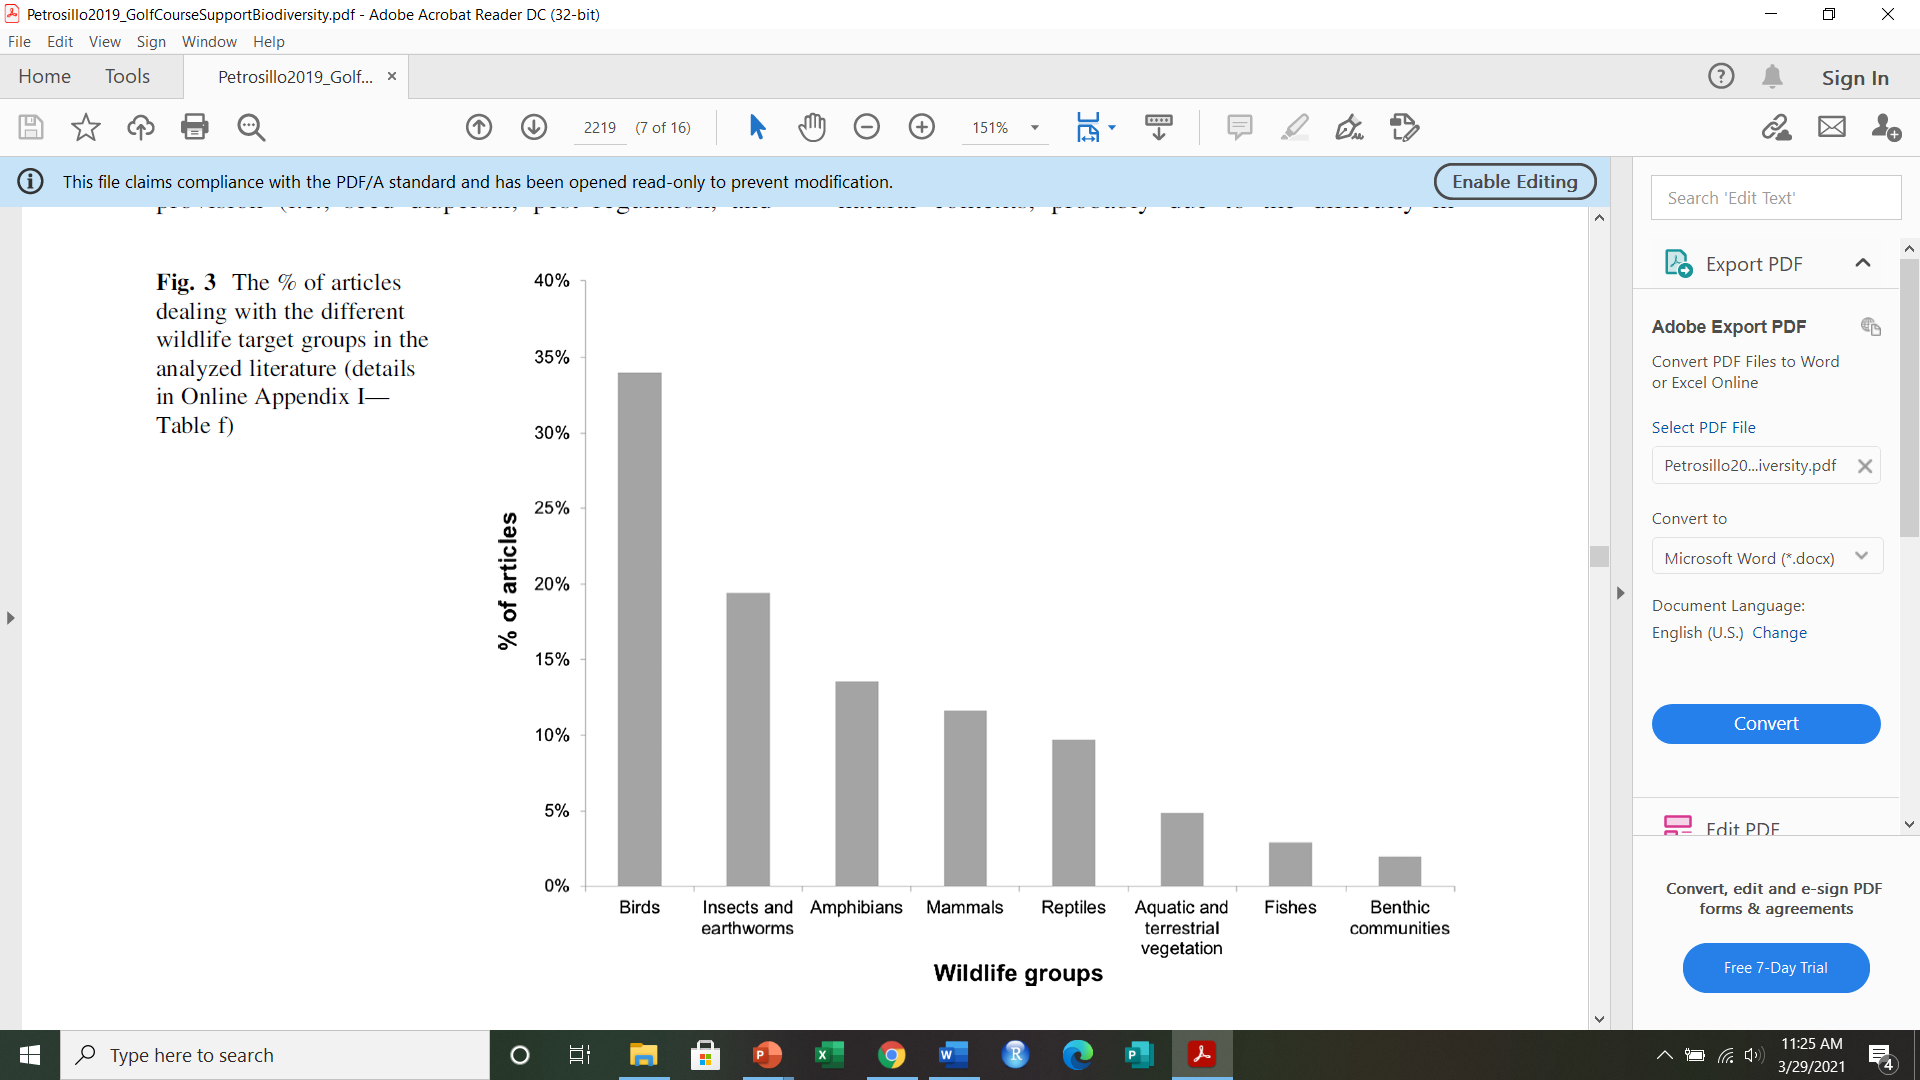 Petrosillo2019_GolfCourseSupportBiodiversity.pdf - Adobe Acrobat Reader DC (32-bit)
File Edit View Sign Window Help
Home Tools Petrosillo2019_Golf... ×
Sign In
2219 (7 of 16) 151%
This file claims compliance with the PDF/A standard and has been opened read-only to prevent modification.
Enable Editing
Fig. 3 The % of articles
dealing with the different
wildlife target groups in the
analyzed literature (details
in Online Appendix I—
Table f)
40%
35%
30%
25%
20%
15%
10%
5%
0%
% of articles
Birds
Insects and
earthworms
Amphibians
Mammals
Reptiles
Aquatic and
terrestrial
vegetation
Fishes
Benthic
communities
Wildlife groups
Search 'Edit Text'
Export PDF
Adobe Export PDF
Convert PDF Files to Word
or Excel Online
Select PDF File
Petrosillo20...iversity.pdf
Convert to
Microsoft Word (*.docx)
Document Language:
English (U.S.) Change
Convert
Edit PDF
Convert, edit and e-sign PDF
forms & agreements
Free 7-Day Trial
Type here to search
11:25 AM
3/29/2021
4